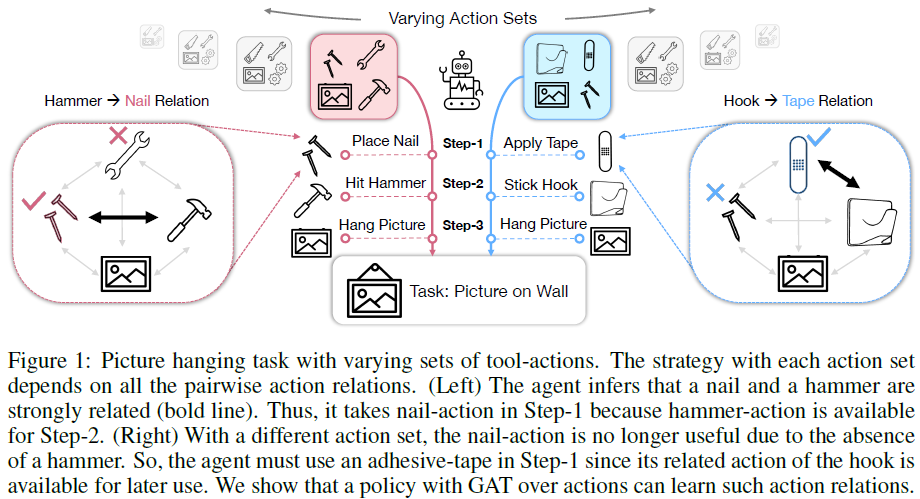 Varying Action Sets
Hammer → Nail Relation
Hook → Tape Relation
Place Nail Step-1 Apply Tape
Hit Hammer Step-2 Stick Hook
Hang Picture Step-3 Hang Picture
Task: Picture on Wall
Figure 1: Picture hanging task with varying sets of tool-actions. The strategy with each action set
depends on all the pairwise action relations. (Left) The agent infers that a nail and a hammer are
strongly related (bold line). Thus, it takes nail-action in Step-1 because hammer-action is available
for Step-2. (Right) With a different action set, the nail-action is no longer useful due to the absence
of a hammer. So, the agent must use an adhesive-tape in Step-1 since its related action of the hook is
available for later use. We show that a policy with GAT over actions can learn such action relations.